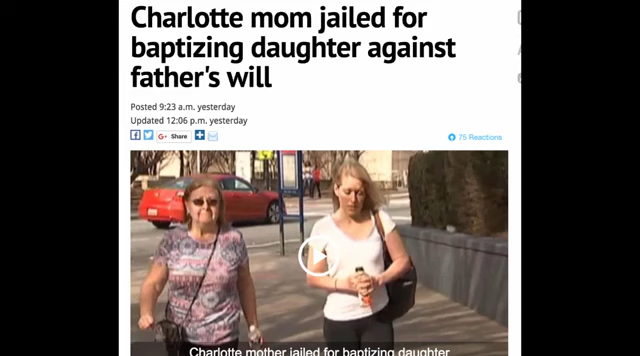 Charlotte mom jailed for
baptizing daughter against
father's will
Posted 9:23 a.m. yesterday
Updated 12:06 p.m. yesterday
f
G+ Share
75 Reactions
Charlotte mother jailed for baptizing daughter